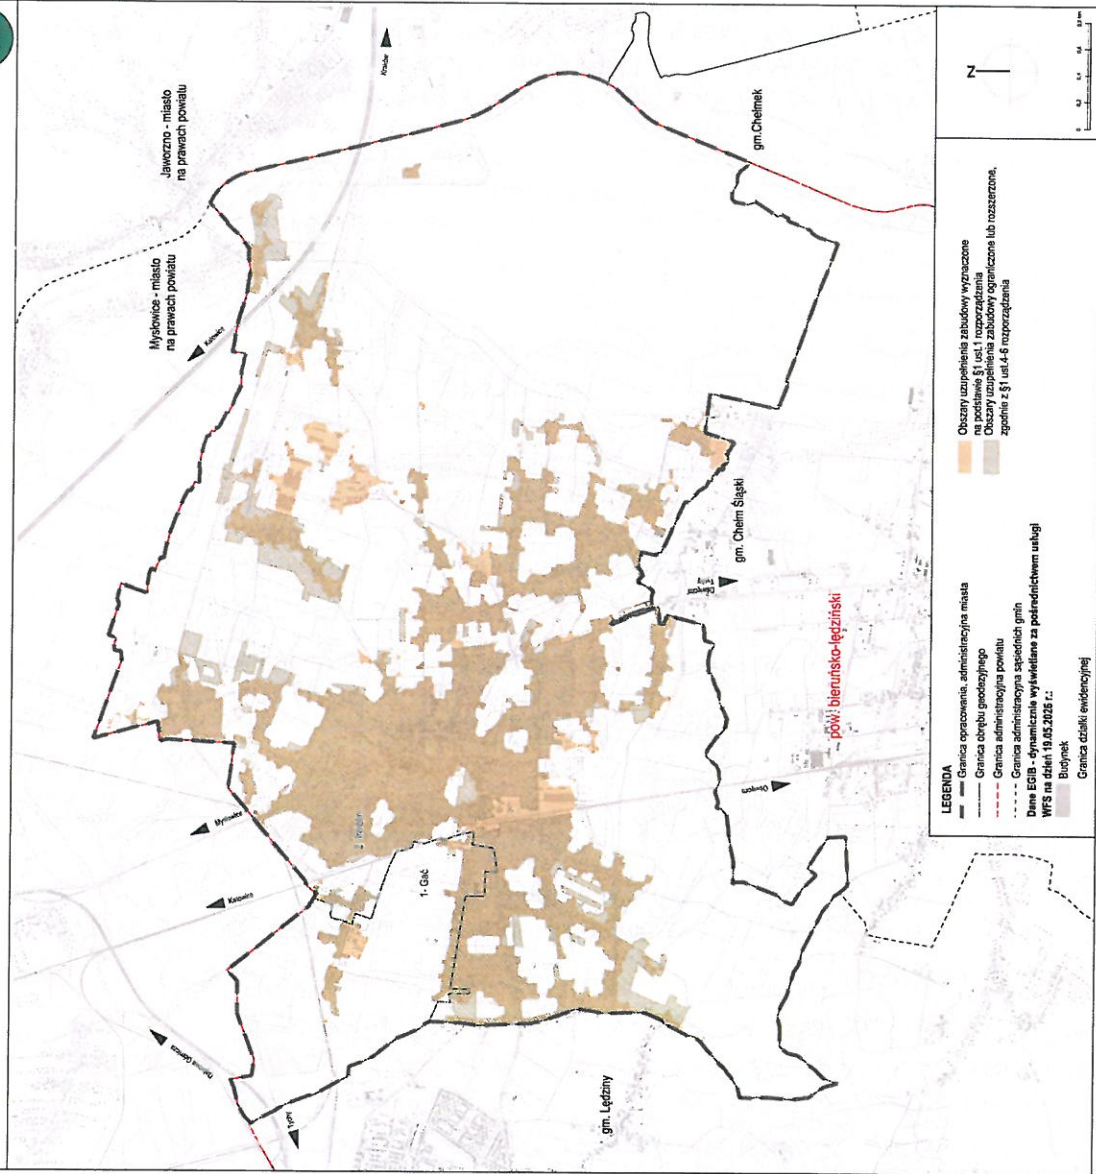 Jaworzno - miasto
na prawach powiatu
Kraków
Mysłowice - miasto
na prawach powiatu
Katowice
gm.Chełmek
Mysłowice
Katowice
1- Gać
Tychy
gm. Lędziny
gm. Chełm Śląski
Oświęcim
pow. bieruńsko-lędziński
LEGENDA
Granica opracowania, administracyjna miasta
Granica obrębu geodezyjnego
Granica administracyjna powiatu
Granica administracyjna sąsiednich gmin
Dane EGIB - dynamicznie wyświetlane za pośrednictwem usługi
WFS na dzień 19.05.2025 r.:
Budynek
Granica działki ewidencyjnej
Obszary uzupełnienia zabudowy wyznaczone
na podstawie §1 ust.1 rozporządzenia
Obszary uzupełnienia zabudowy ograniczone lub rozszerzone,
zgodnie z §1 ust.4-6 rozporządzenia
N